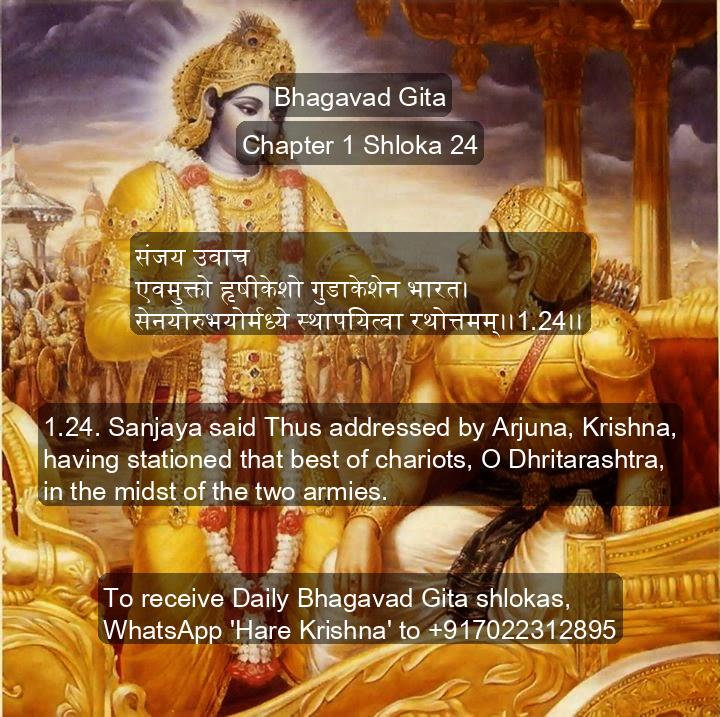 Bhagavad Gita
Chapter 1 Shloka 24
संजय उवाच
एवमुक्तो हृषीकेशो गुडाकेशेन भारत।
सेनयोरुभयोर्मध्ये स्थापयित्वा रथोत्तमम्।।1.24।।
1.24. Sanjaya said Thus addressed by Arjuna, Krishna,
having stationed that best of chariots, O Dhritarashtra,
in the midst of the two armies.
To receive Daily Bhagavad Gita shlokas,
WhatsApp 'Hare Krishna' to +917022312895